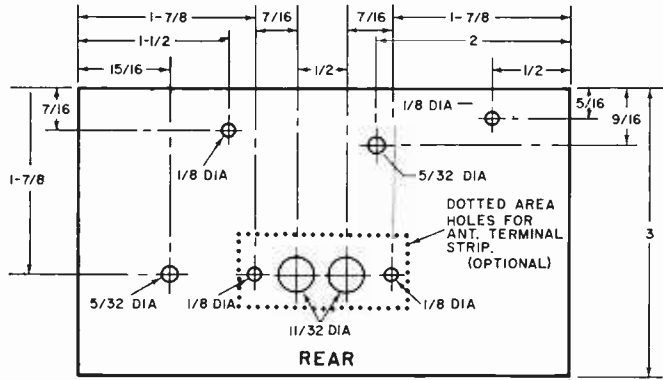 1-7/8
7/16
7/16
1-7/8
1-1/2
2
15/16
1/2
1/2
7/16
1/8 DIA
5/16
9/16
1/8 DIA
5/32 DIA
1-7/8
3
DOTTED AREA
HOLES FOR
ANT. TERMINAL
STRIP.
(OPTIONAL)
5/32 DIA
1/8 DIA
1/8 DIA
11/32 DIA
REAR